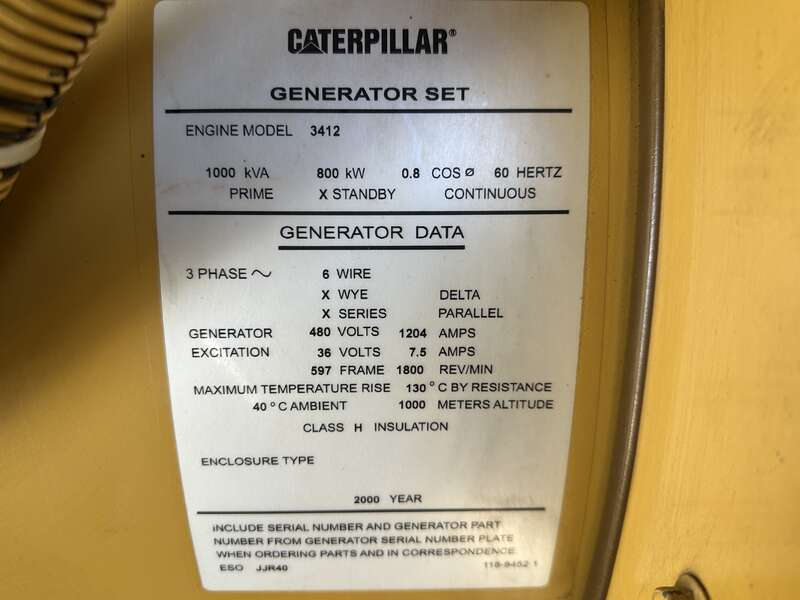 CATERPILLAR®
GENERATOR SET
ENGINE MODEL 3412
1000 kVA 800 kW 0.8 COS Ø 60 HERTZ
PRIME X STANDBY CONTINUOUS
GENERATOR DATA
3 PHASE ~ 6 WIRE
X WYE DELTA
X SERIES PARALLEL
GENERATOR 480 VOLTS 1204 AMPS
EXCITATION 36 VOLTS 7.5 AMPS
597 FRAME 1800 REV/MIN
MAXIMUM TEMPERATURE RISE 130 °C BY RESISTANCE
40 °C AMBIENT 1000 METERS ALTITUDE
CLASS H INSULATION
ENCLOSURE TYPE
2000 YEAR
INCLUDE SERIAL NUMBER AND GENERATOR PART
NUMBER FROM GENERATOR SERIAL NUMBER PLATE
WHEN ORDERING PARTS AND IN CORRESPONDENCE
ESO JJR40 118-9452 1